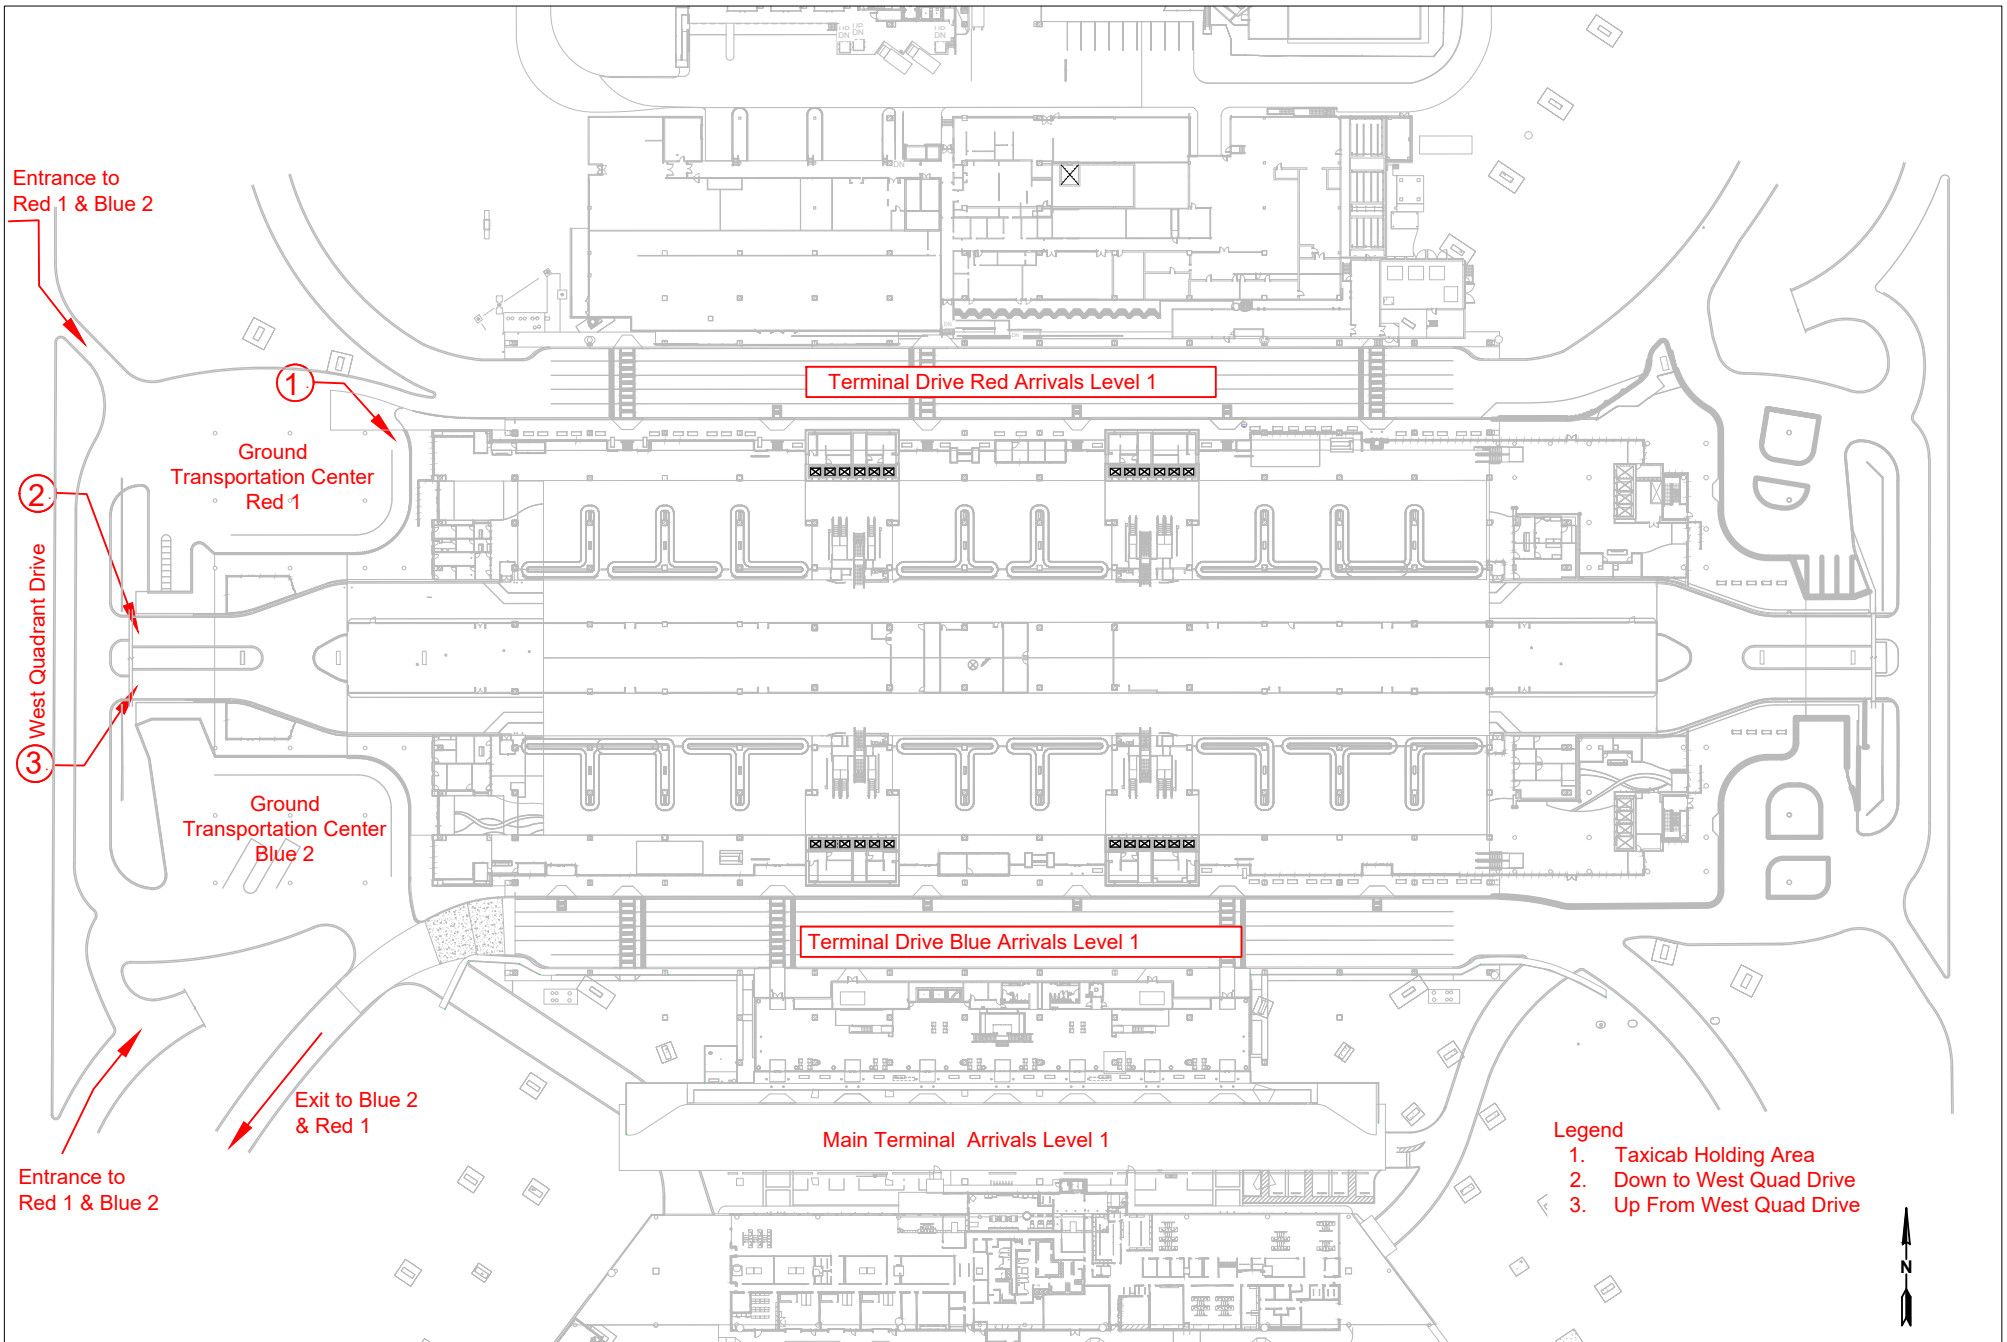 Entrance to
Red 1 & Blue 2
1
Terminal Drive Red Arrivals Level 1
Ground
Transportation Center
Red 1
2
West Quadrant Drive
3
Ground
Transportation Center
Blue 2
Terminal Drive Blue Arrivals Level 1
Exit to Blue 2
& Red 1
Main Terminal Arrivals Level 1
Entrance to
Red 1 & Blue 2
Legend
1. Taxicab Holding Area
2. Down to West Quad Drive
3. Up From West Quad Drive
N